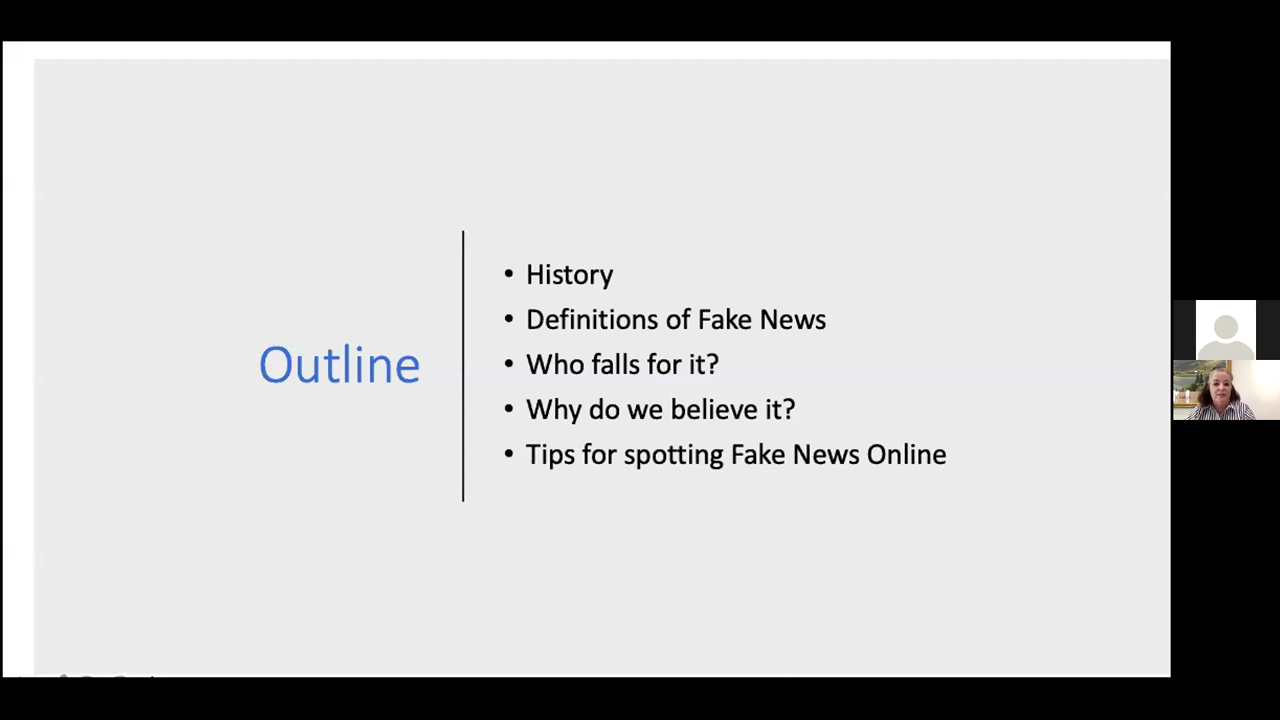 Outline
• History
• Definitions of Fake News
• Who falls for it?
• Why do we believe it?
• Tips for spotting Fake News Online